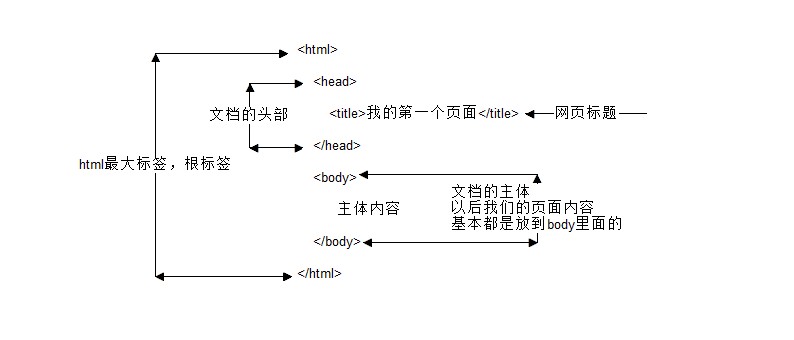 <html>
<head>
文档的头部
<title>我的第一个页面</title>
网页标题
</head>
html最大标签，根标签
<body>
文档的主体
以后我们的页面内容
基本都是放到body里面的
主体内容
</body>
</html>